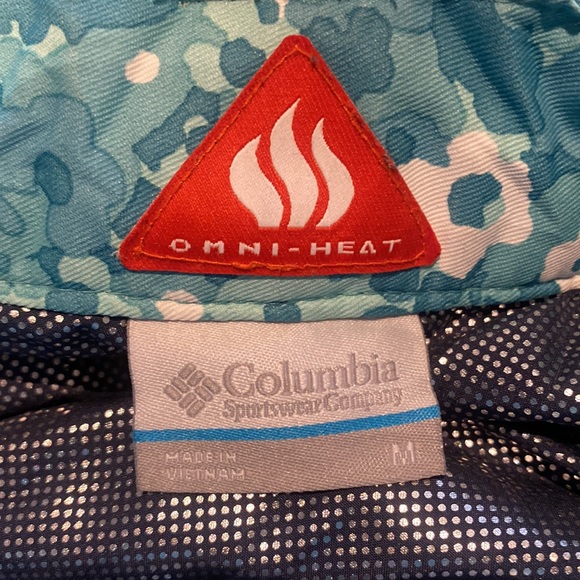 OMNI-HEAT
Columbia
Sportswear Company
MADE IN
VIETNAM
M